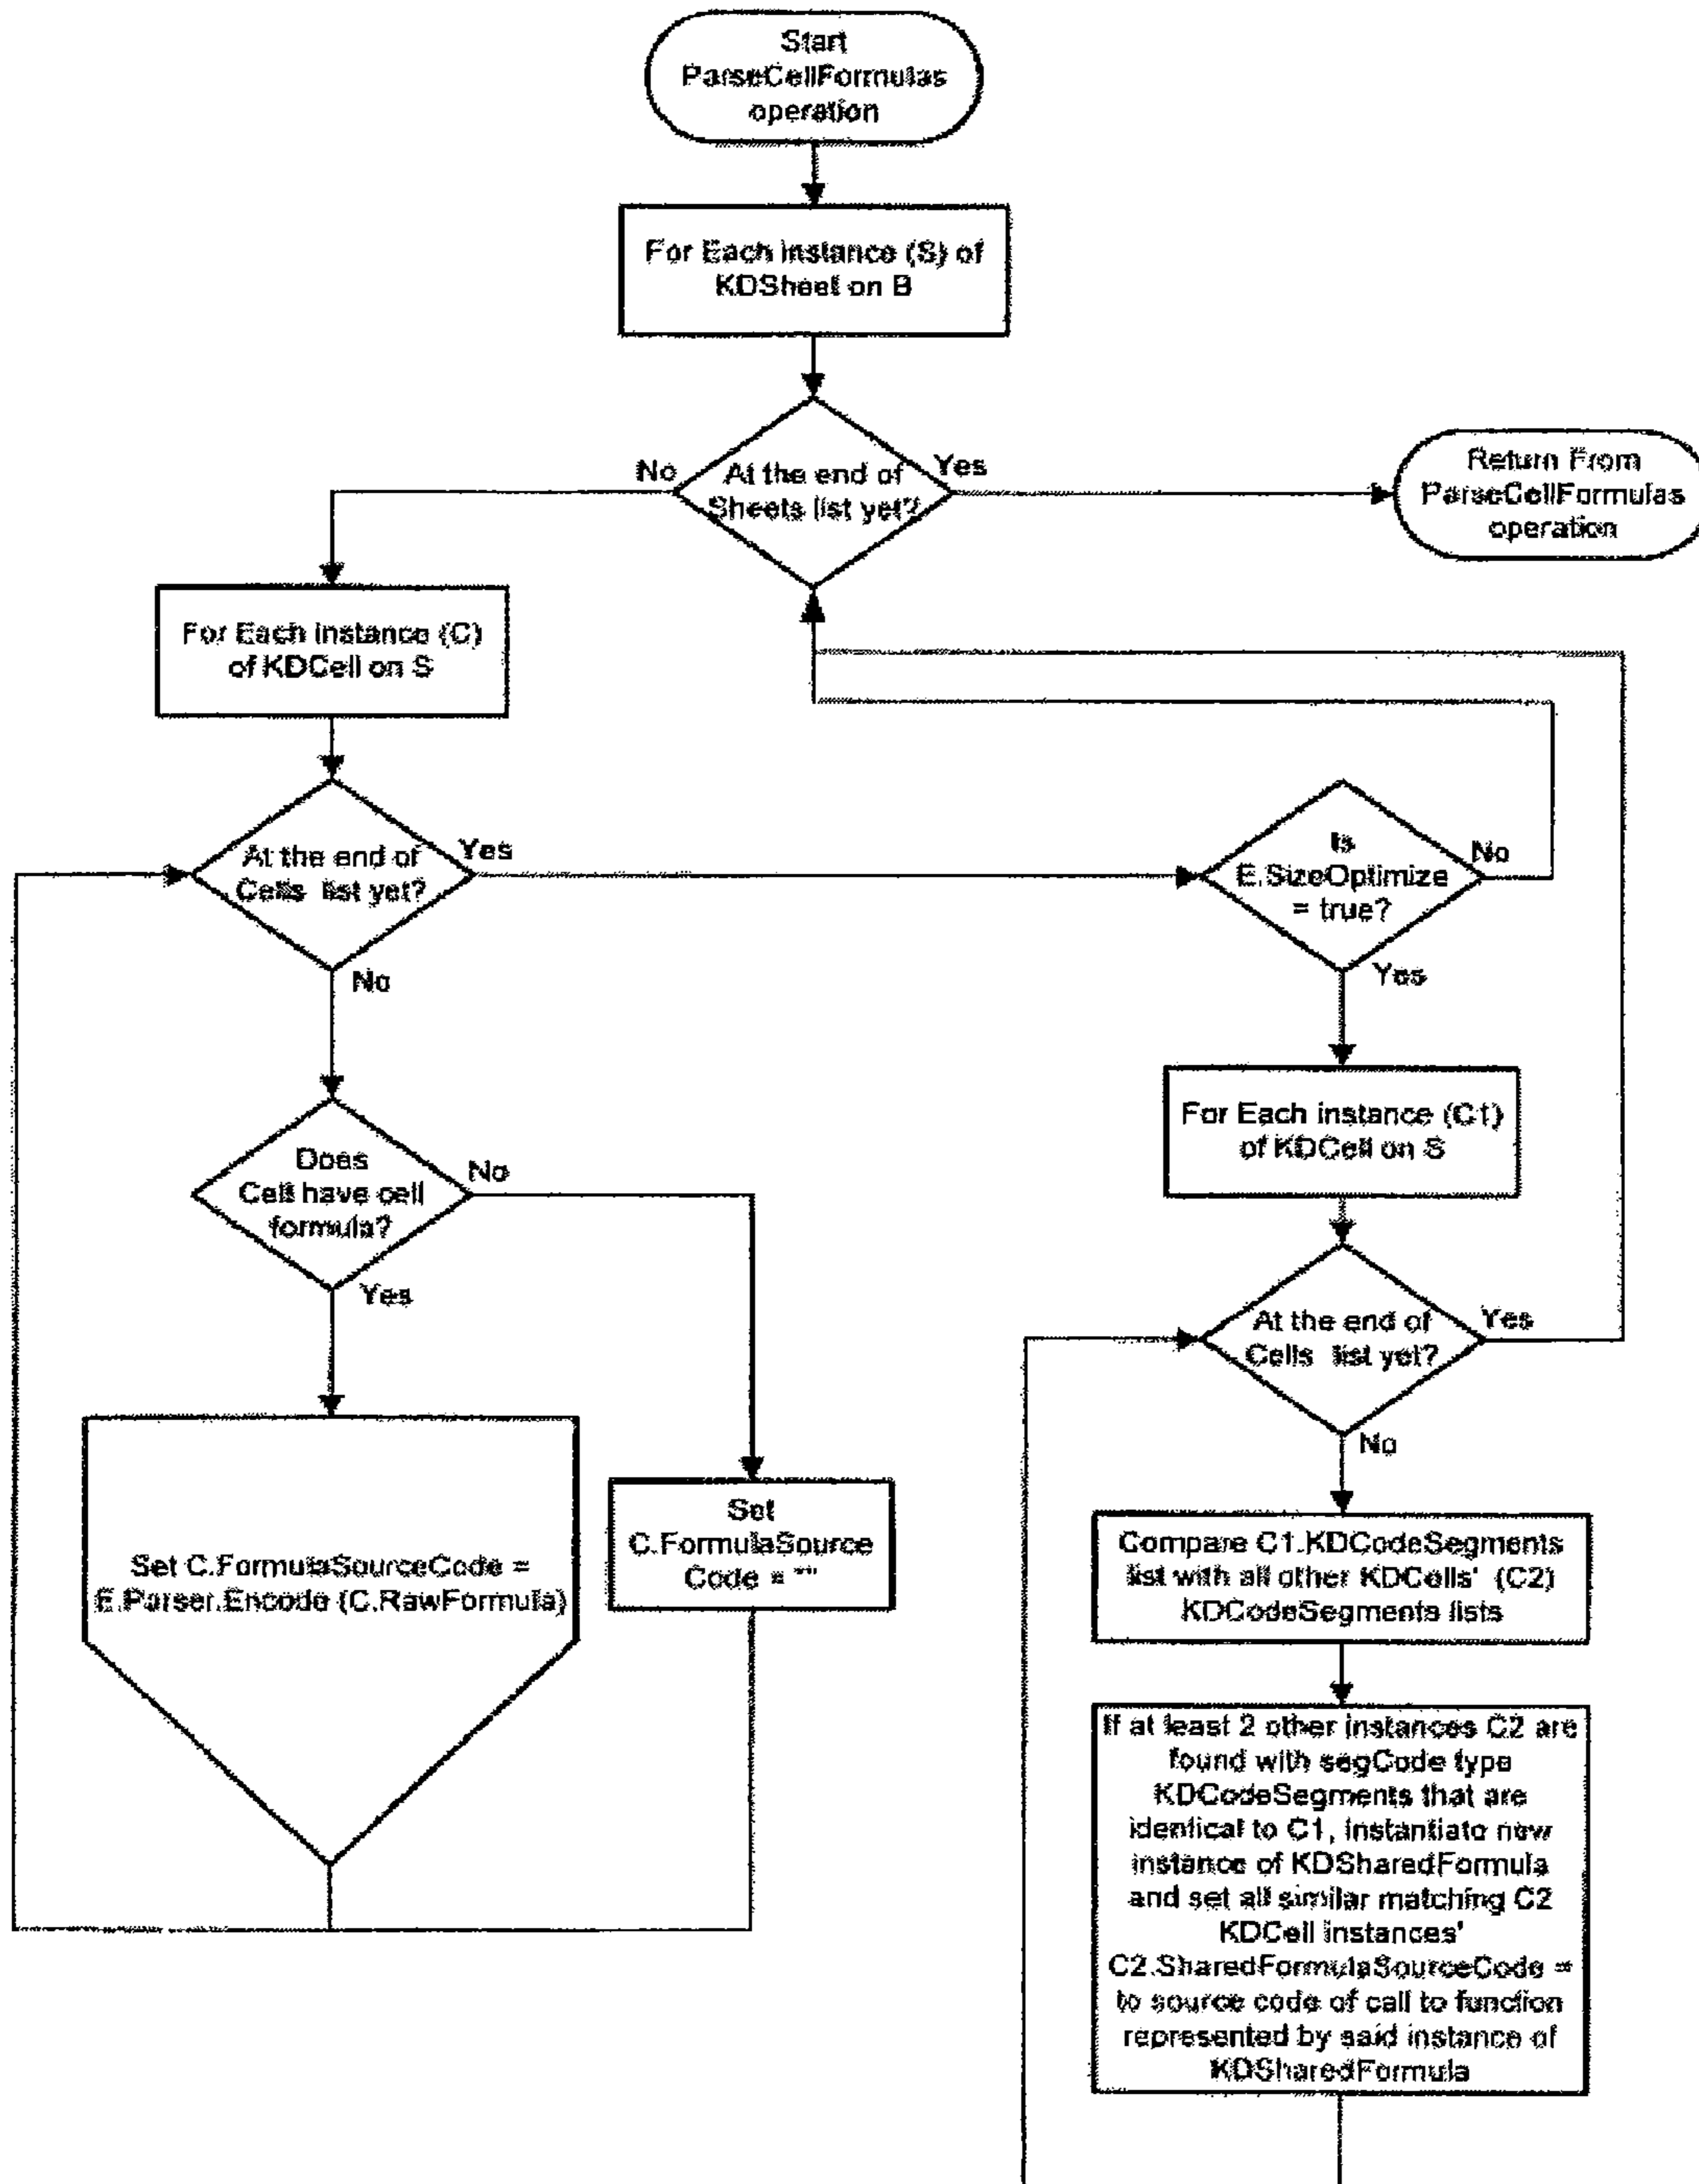 Start
ParseCellFormulas
operation
For Each instance (S) of
KDSheet on B
No
At the end of
Sheets list yet?
Yes
Return From
ParseCellFormulas
operation
For Each instance (C)
of KDCell on S
At the end of
Cells list yet?
Yes
No
Is
E.SizeOptimize
= true?
No
Yes
For Each instance (C1)
of KDCell on S
Does
Cell have cell
formula?
No
Yes
At the end of
Cells list yet?
Yes
No
Set C.FormulaSourceCode =
E.Parser.Encode (C.RawFormula)
Set
C.FormulaSource
Code = ""
Compare C1.KDCodeSegments
list with all other KDCells' (C2)
KDCodeSegments lists
If at least 2 other instances C2 are
found with segCode type
KDCodeSegments that are
identical to C1, instantiate new
instance of KDSharedFormula
and set all similar matching C2
KDCell instances'
C2.SharedFormulaSourceCode =
to source code of call to function
represented by said instance of
KDSharedFormula